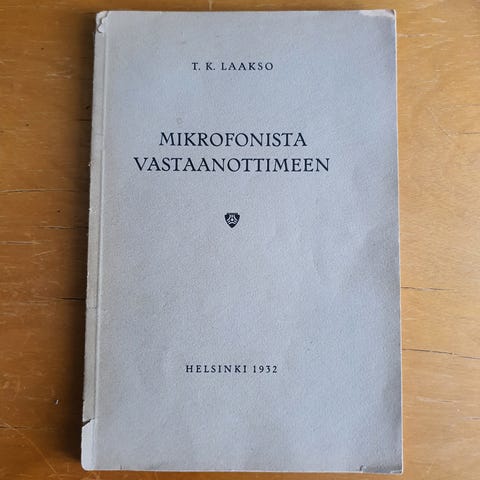 T. K. LAAKSO
MIKROFONISTA
VASTAANOTTIMEEN
HELSINKI 1932